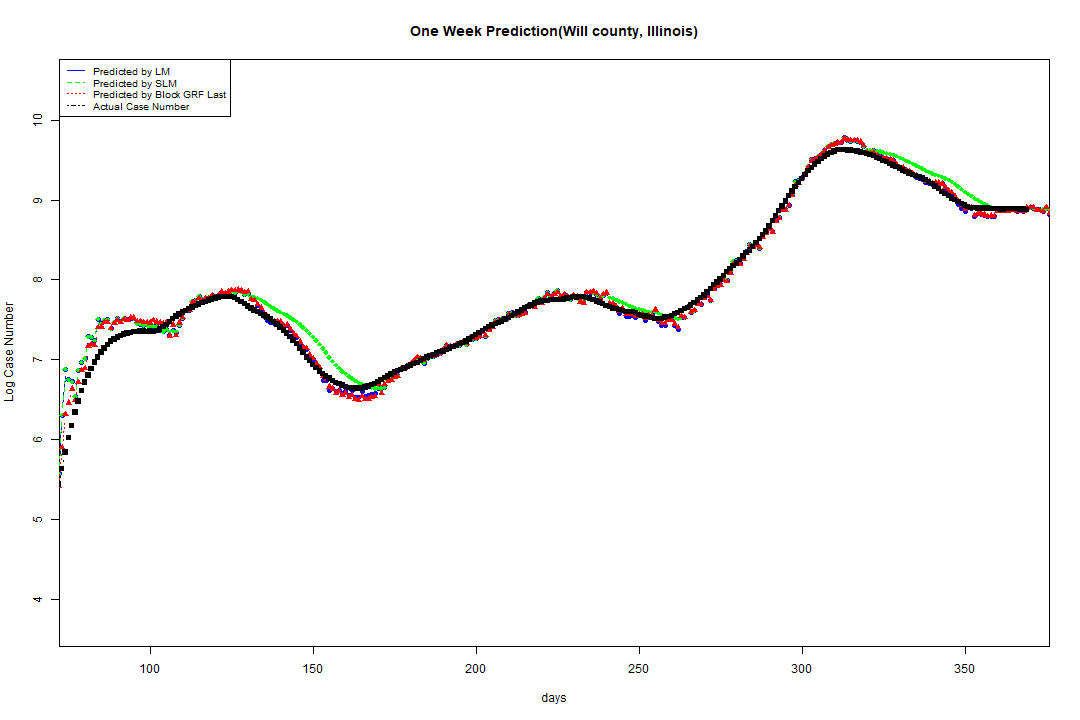 One Week Prediction(Will county, Illinois)
Predicted by LM
Predicted by SLM
Predicted by Block GRF Last
Actual Case Number
10
9
8
7
6
5
4
Log Case Number
100 150 200 250 300 350
days